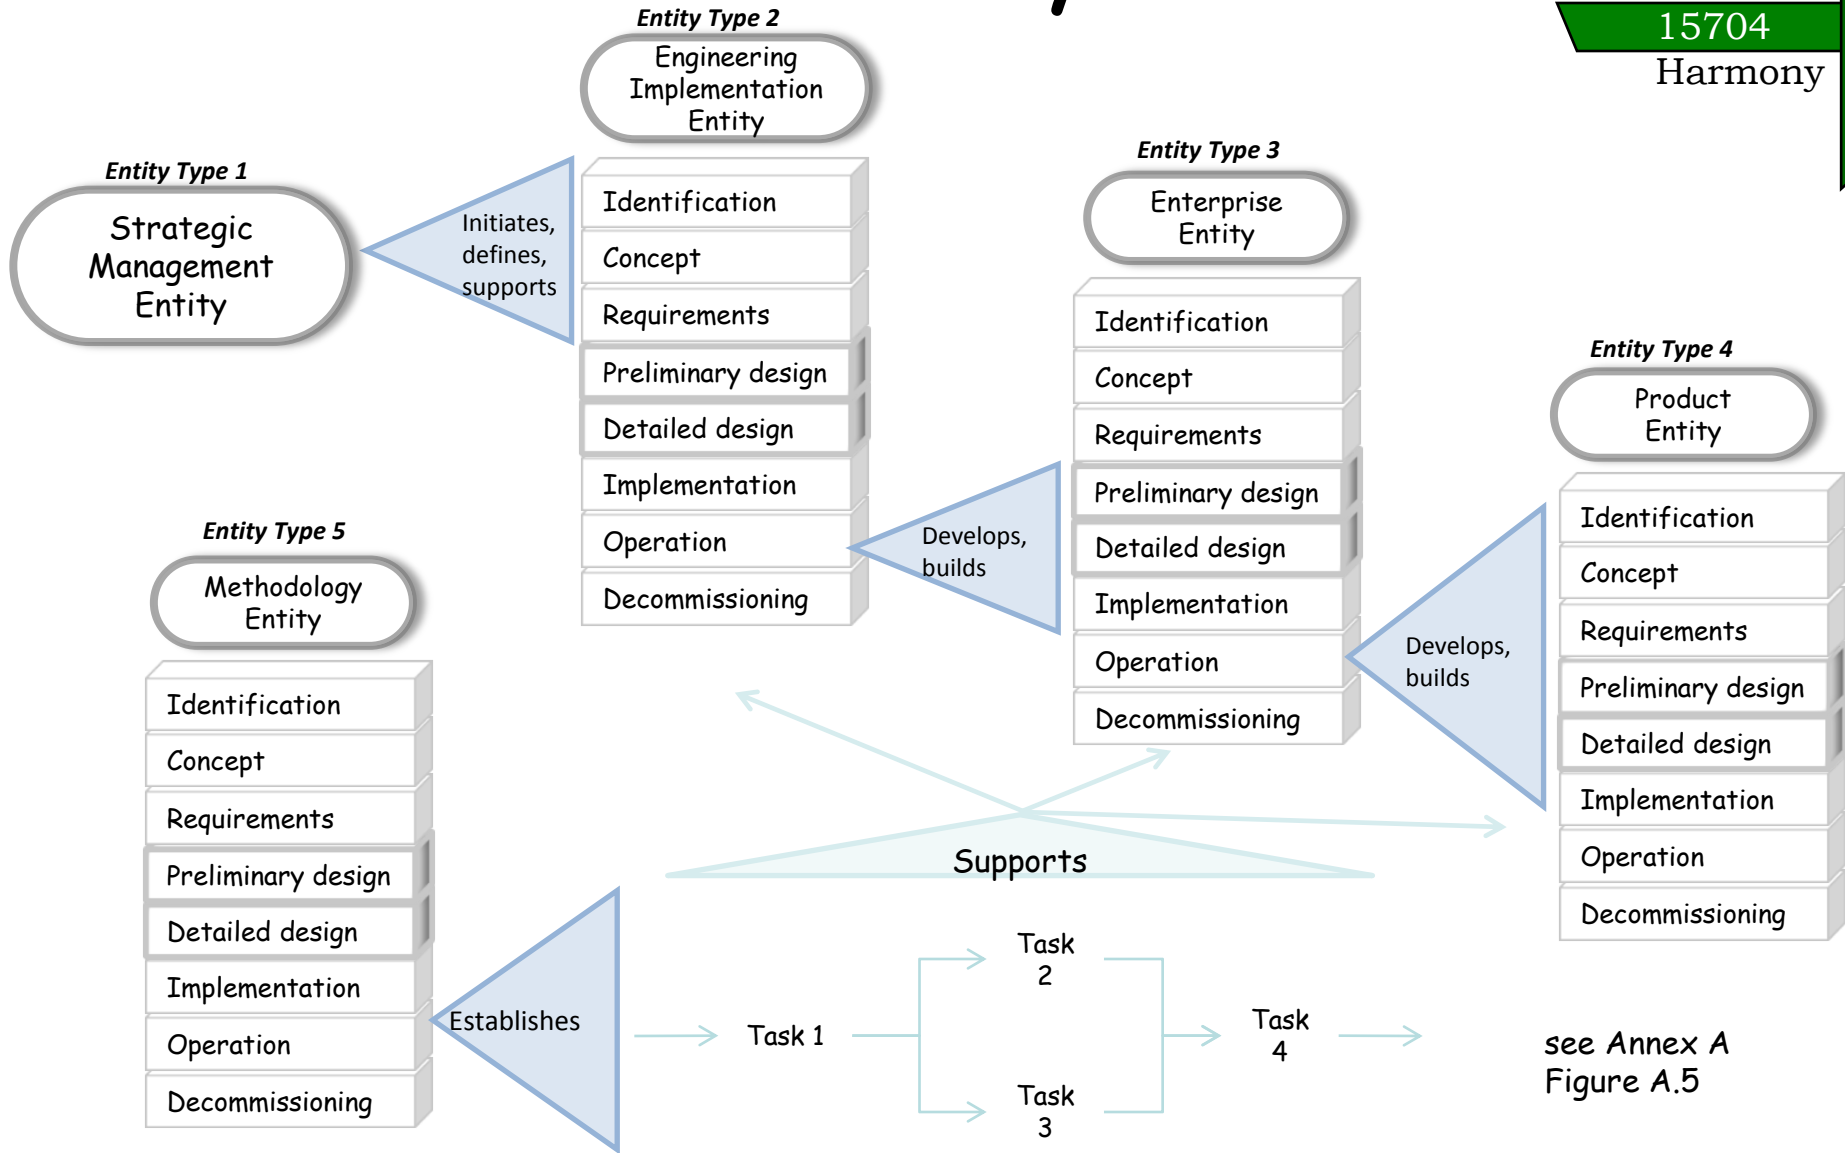 15704
Harmony
Entity Type 1
Strategic
Management
Entity
Initiates,
defines,
supports
Entity Type 2
Engineering
Implementation
Entity
Identification
Concept
Requirements
Preliminary design
Detailed design
Implementation
Operation
Decommissioning
Develops,
builds
Entity Type 3
Enterprise
Entity
Identification
Concept
Requirements
Preliminary design
Detailed design
Implementation
Operation
Decommissioning
Develops,
builds
Entity Type 4
Product
Entity
Identification
Concept
Requirements
Preliminary design
Detailed design
Implementation
Operation
Decommissioning
Entity Type 5
Methodology
Entity
Identification
Concept
Requirements
Preliminary design
Detailed design
Implementation
Operation
Decommissioning
Establishes
Supports
Task 1
Task
2
Task
3
Task
4
see Annex A
Figure A.5